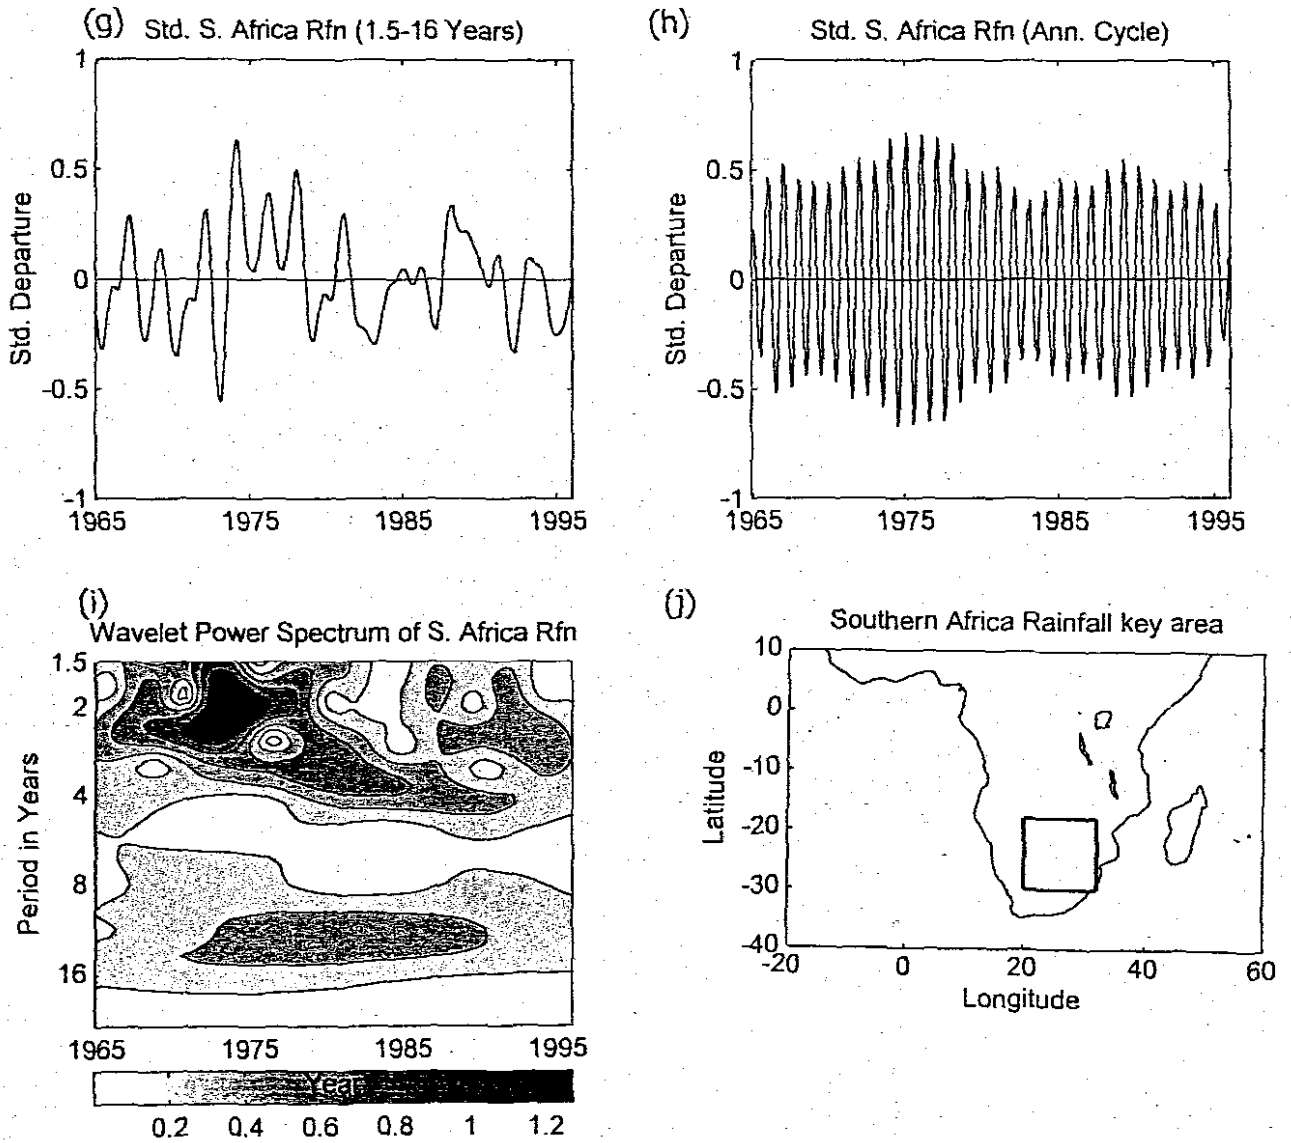 (g) Std. S. Africa Rfn (1.5-16 Years)
1
0.5
0
-0.5
-1
Std. Departure
1965 1975 1985 1995
(h) Std. S. Africa Rfn (Ann. Cycle)
1
0.5
0
-0.5
-1
Std. Departure
1965 1975 1985 1995
(i)
Wavelet Power Spectrum of S. Africa Rfn
1.5
2
4
8
16
Period in Years
1965 1975 1985 1995
Year
0.2 0.4 0.6 0.8 1 1.2
(j)
Southern Africa Rainfall key area
10
0
-10
-20
-30
-40
Latitude
-20 0 20 40 60
Longitude